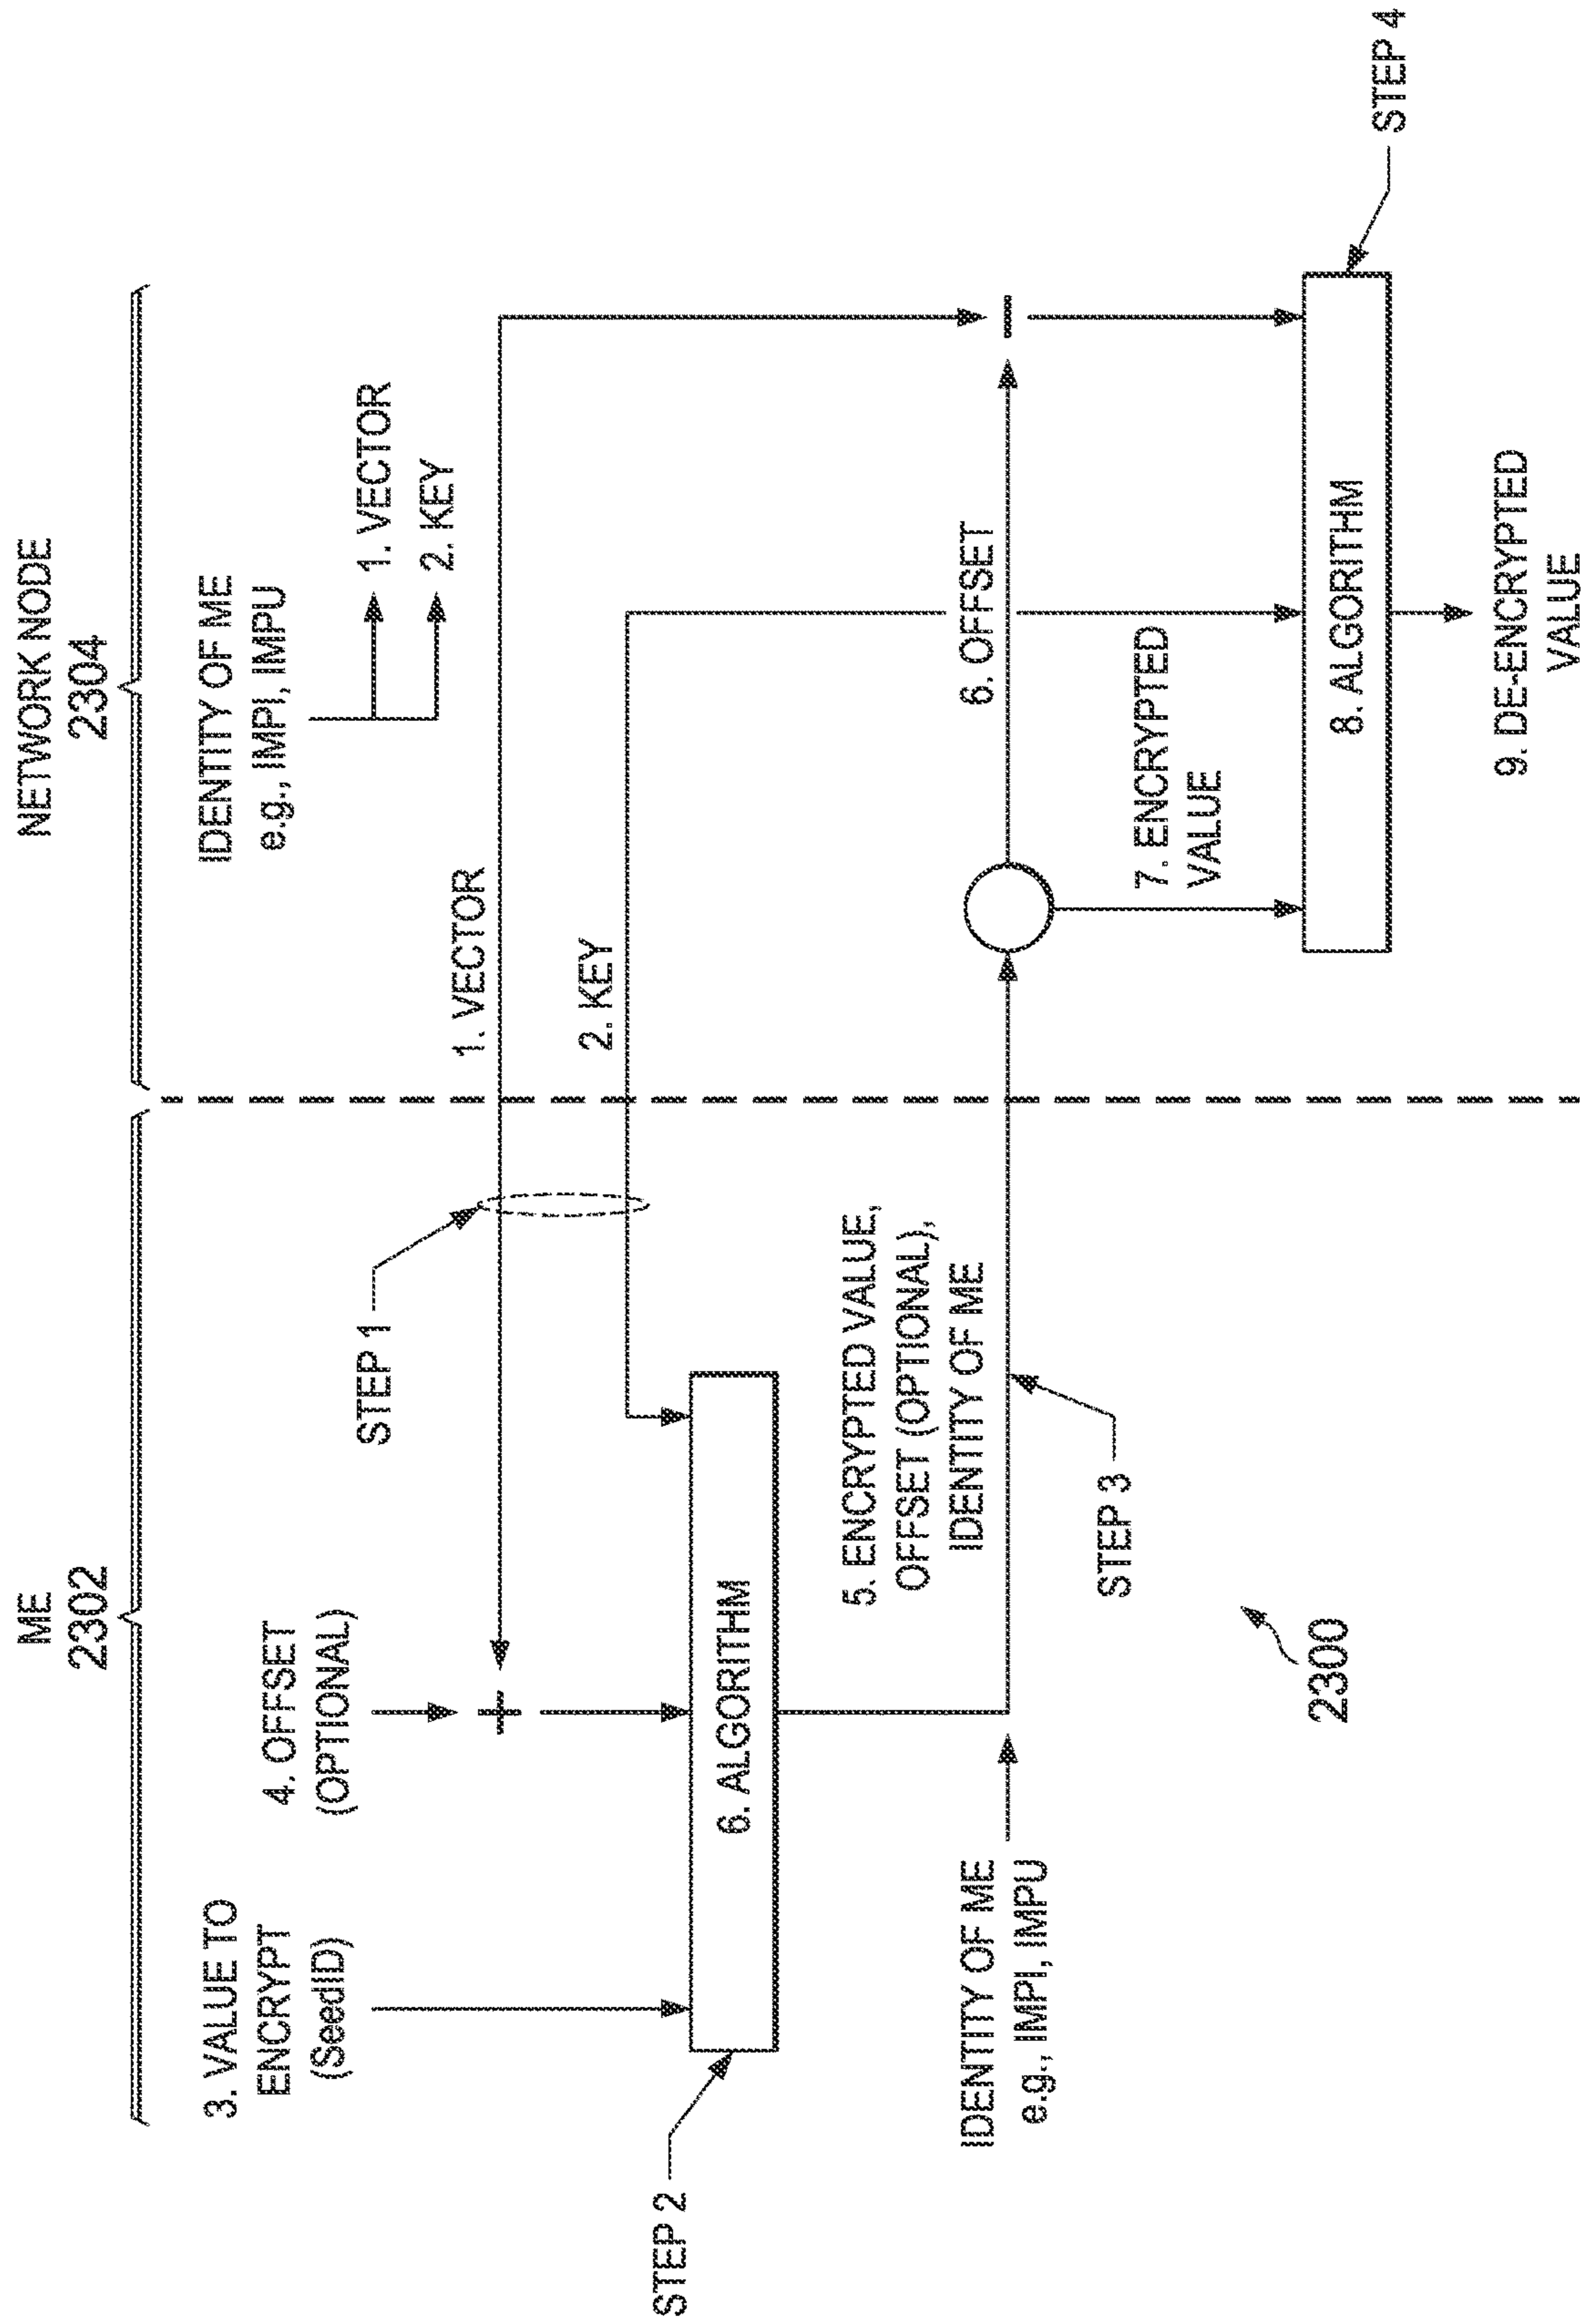 ME
2302
NETWORK NODE
2304
3. VALUE TO
ENCRYPT
(SeedID)
4. OFFSET
(OPTIONAL)
IDENTITY OF ME
e.g., IMPI, IMPU
1. VECTOR
2. KEY
STEP 1
1. VECTOR
2. KEY
STEP 2
6. ALGORITHM
5. ENCRYPTED VALUE,
OFFSET (OPTIONAL),
IDENTITY OF ME
6. OFFSET
IDENTITY OF ME
e.g., IMPI, IMPU
STEP 3
7. ENCRYPTED
VALUE
2300
8. ALGORITHM
STEP 4
9. DE-ENCRYPTED
VALUE